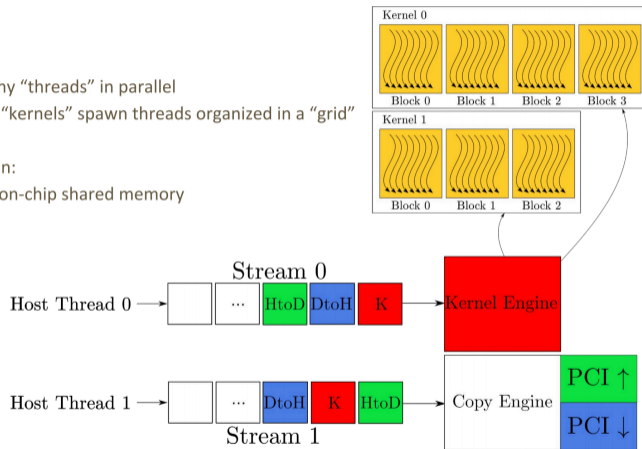 Kernel 0
Block 0 Block 1 Block 2 Block 3
ny “threads” in parallel
“kernels” spawn threads organized in a “grid”
Kernel 1
n:
on-chip shared memory
Block 0 Block 1 Block 2
Stream 0
Host Thread 0 ... HtoD DtoH K Kernel Engine
Host Thread 1 ... DtoH K HtoD Copy Engine
PCI ↑
PCI ↓
Stream 1